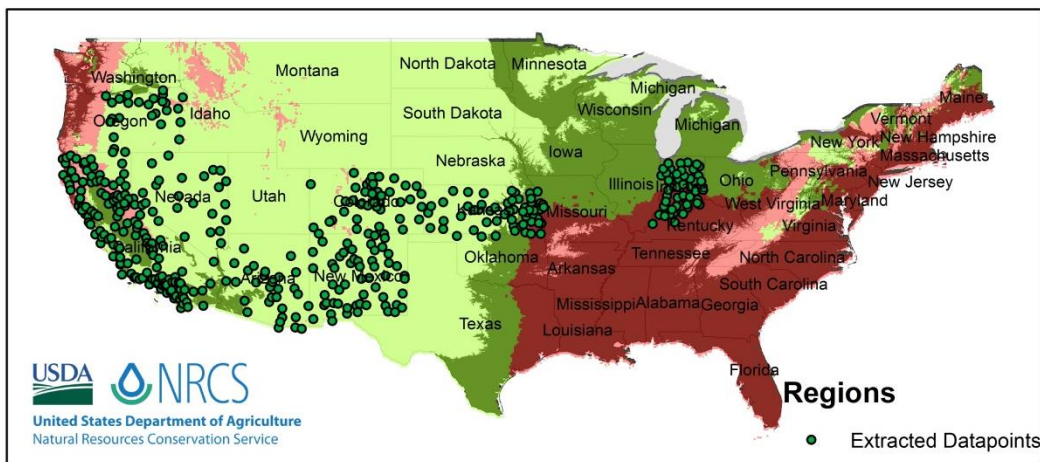 Washington
Montana
North Dakota
Minnesota
Michigan
Maine
Oregon
Idaho
South Dakota
Wisconsin
Michigan
Vermont
New York
New Hampshire
Wyoming
Massachusetts
Nebraska
Iowa
Pennsylvania
Nevada
Utah
Colorado
Illinois
Ohio
New Jersey
Missouri
West Virginia
Maryland
Kentucky
Virginia
California
Arizona
New Mexico
Oklahoma
Arkansas
Tennessee
North Carolina
South Carolina
Texas
Mississippi
Alabama
Georgia
Louisiana
Florida
USDA
NRCS
United States Department of Agriculture
Natural Resources Conservation Service
Regions
Extracted Datapoints